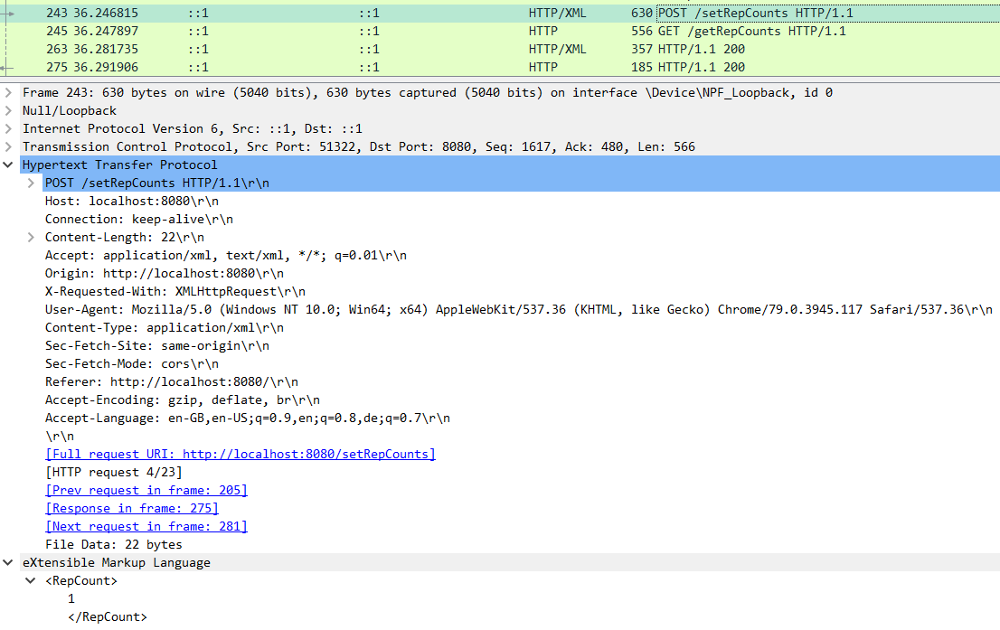 243 36.246815 ::1 ::1 HTTP/XML 630 POST /setRepCounts HTTP/1.1
245 36.247897 ::1 ::1 HTTP 556 GET /getRepCounts HTTP/1.1
263 36.281735 ::1 ::1 HTTP/XML 357 HTTP/1.1 200
275 36.291906 ::1 ::1 HTTP 185 HTTP/1.1 200
Frame 243: 630 bytes on wire (5040 bits), 630 bytes captured (5040 bits) on interface \Device\NPF_Loopback, id 0
Null/Loopback
Internet Protocol Version 6, Src: ::1, Dst: ::1
Transmission Control Protocol, Src Port: 51322, Dst Port: 8080, Seq: 1617, Ack: 480, Len: 566
Hypertext Transfer Protocol
POST /setRepCounts HTTP/1.1\r\n
Host: localhost:8080\r\n
Connection: keep-alive\r\n
Content-Length: 22\r\n
Accept: application/xml, text/xml, */*; q=0.01\r\n
Origin: http://localhost:8080\r\n
X-Requested-With: XMLHttpRequest\r\n
User-Agent: Mozilla/5.0 (Windows NT 10.0; Win64; x64) AppleWebKit/537.36 (KHTML, like Gecko) Chrome/79.0.3945.117 Safari/537.36\r\n
Content-Type: application/xml\r\n
Sec-Fetch-Site: same-origin\r\n
Sec-Fetch-Mode: cors\r\n
Referer: http://localhost:8080/\r\n
Accept-Encoding: gzip, deflate, br\r\n
Accept-Language: en-GB,en-US;q=0.9,en;q=0.8,de;q=0.7\r\n
\r\n
[Full request URI: http://localhost:8080/setRepCounts]
[HTTP request 4/23]
[Prev request in frame: 205]
[Response in frame: 275]
[Next request in frame: 281]
File Data: 22 bytes
eXtensible Markup Language
<RepCount>
1
</RepCount>